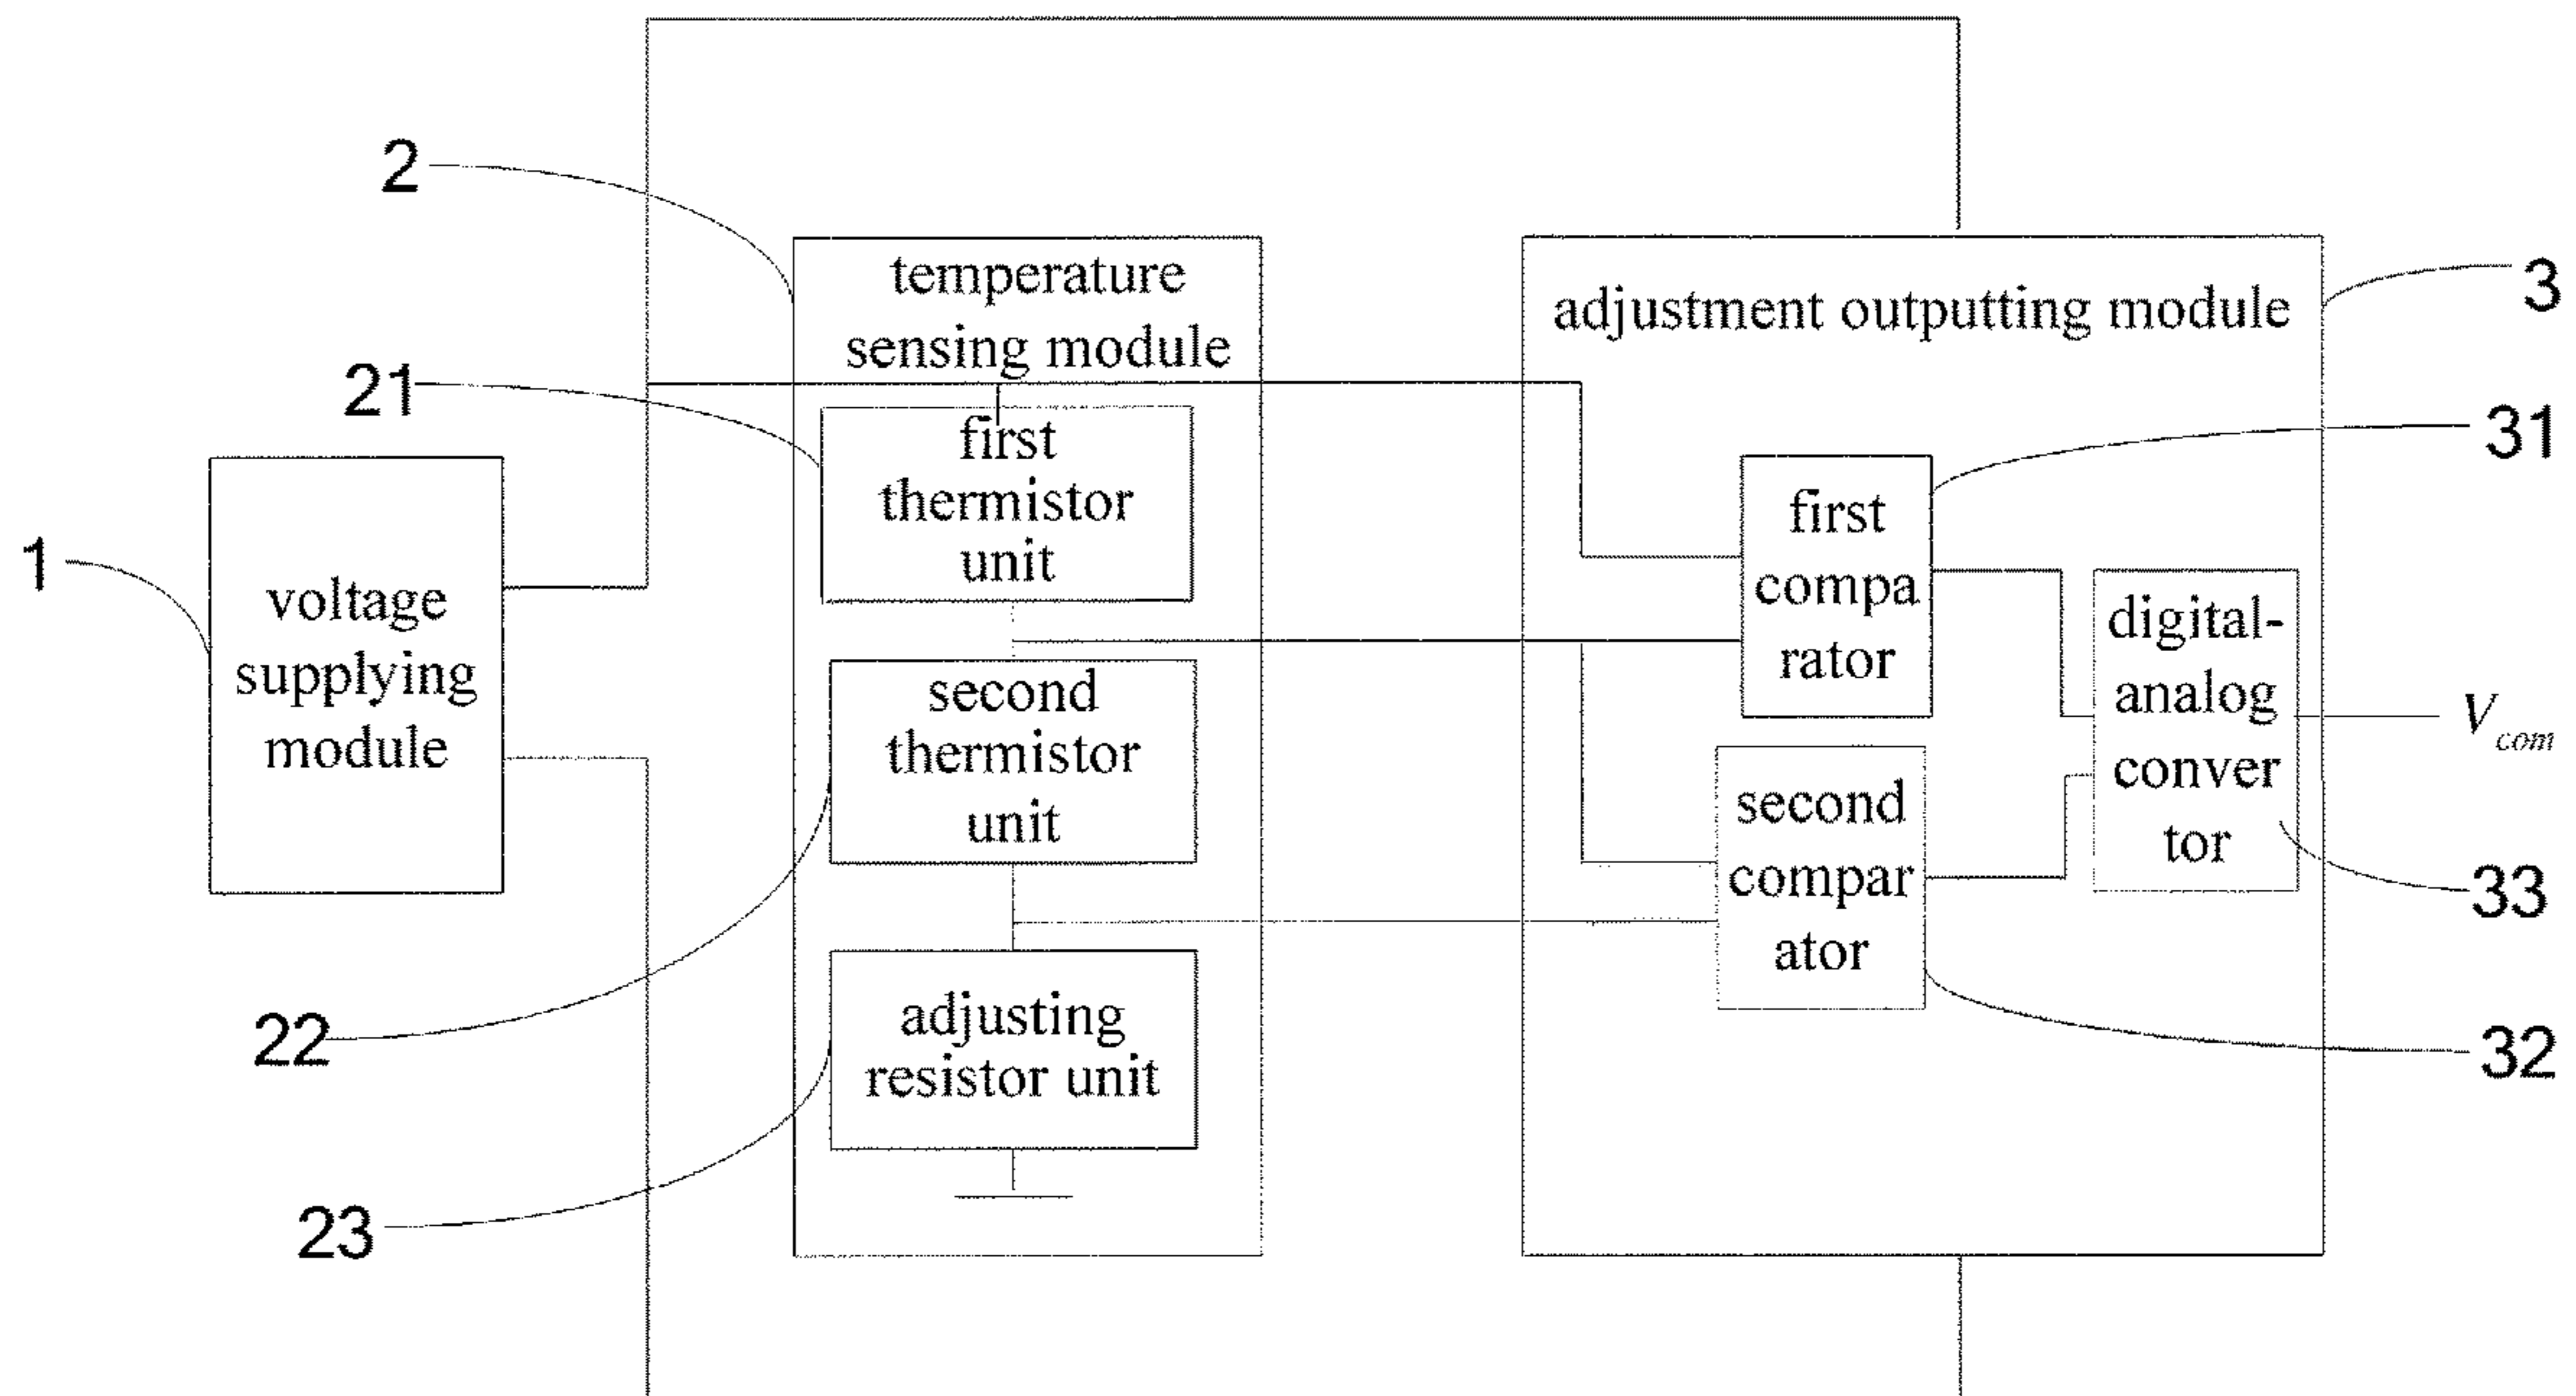 2
temperature
sensing module
adjustment outputting module
3
21
first
thermistor
unit
31
first
compa
rator
1
voltage
supplying
module
digital-
analog
conver
tor
V com
second
thermistor
unit
second
compar
ator
33
22
adjusting
resistor unit
32
23